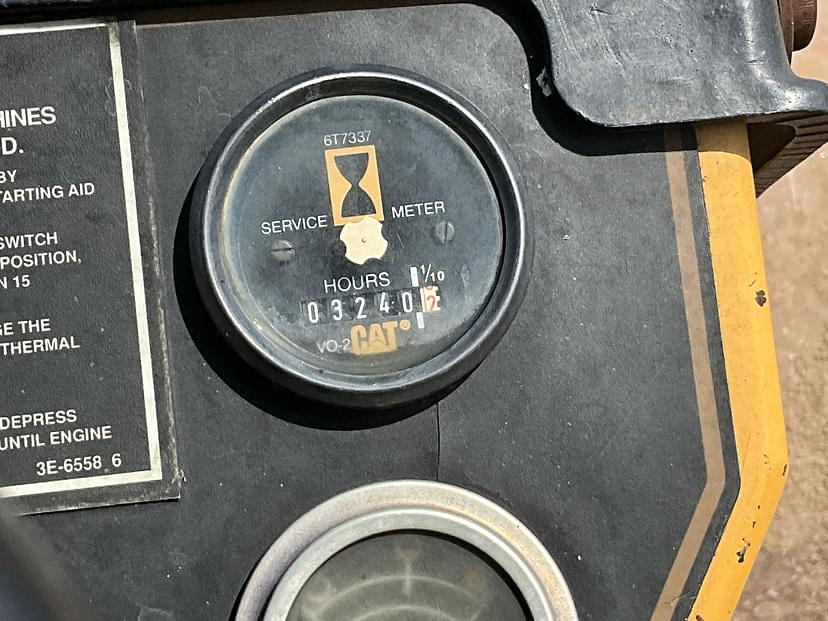 HINES
D.
BY
TARTING AID
SWITCH
POSITION,
N 15
GE THE
THERMAL
DEPRESS
UNTIL ENGINE
3E-6558 6
6T7337
SERVICE METER
HOURS 1/10
03240 2
VO-2 CAT